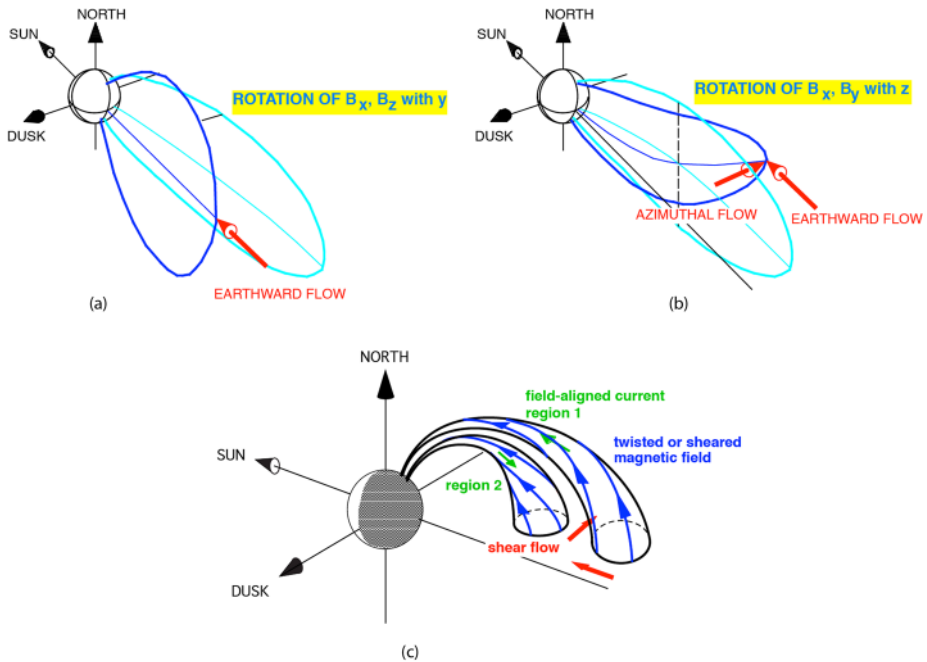 NORTH
SUN
DUSK
ROTATION OF Bx, Bz with y
EARTHWARD FLOW
(a)
NORTH
SUN
DUSK
ROTATION OF Bx, By with z
AZIMUTHAL FLOW
EARTHWARD FLOW
(b)
NORTH
SUN
DUSK
field-aligned current
region 1
twisted or sheared
magnetic field
region 2
shear flow
(c)